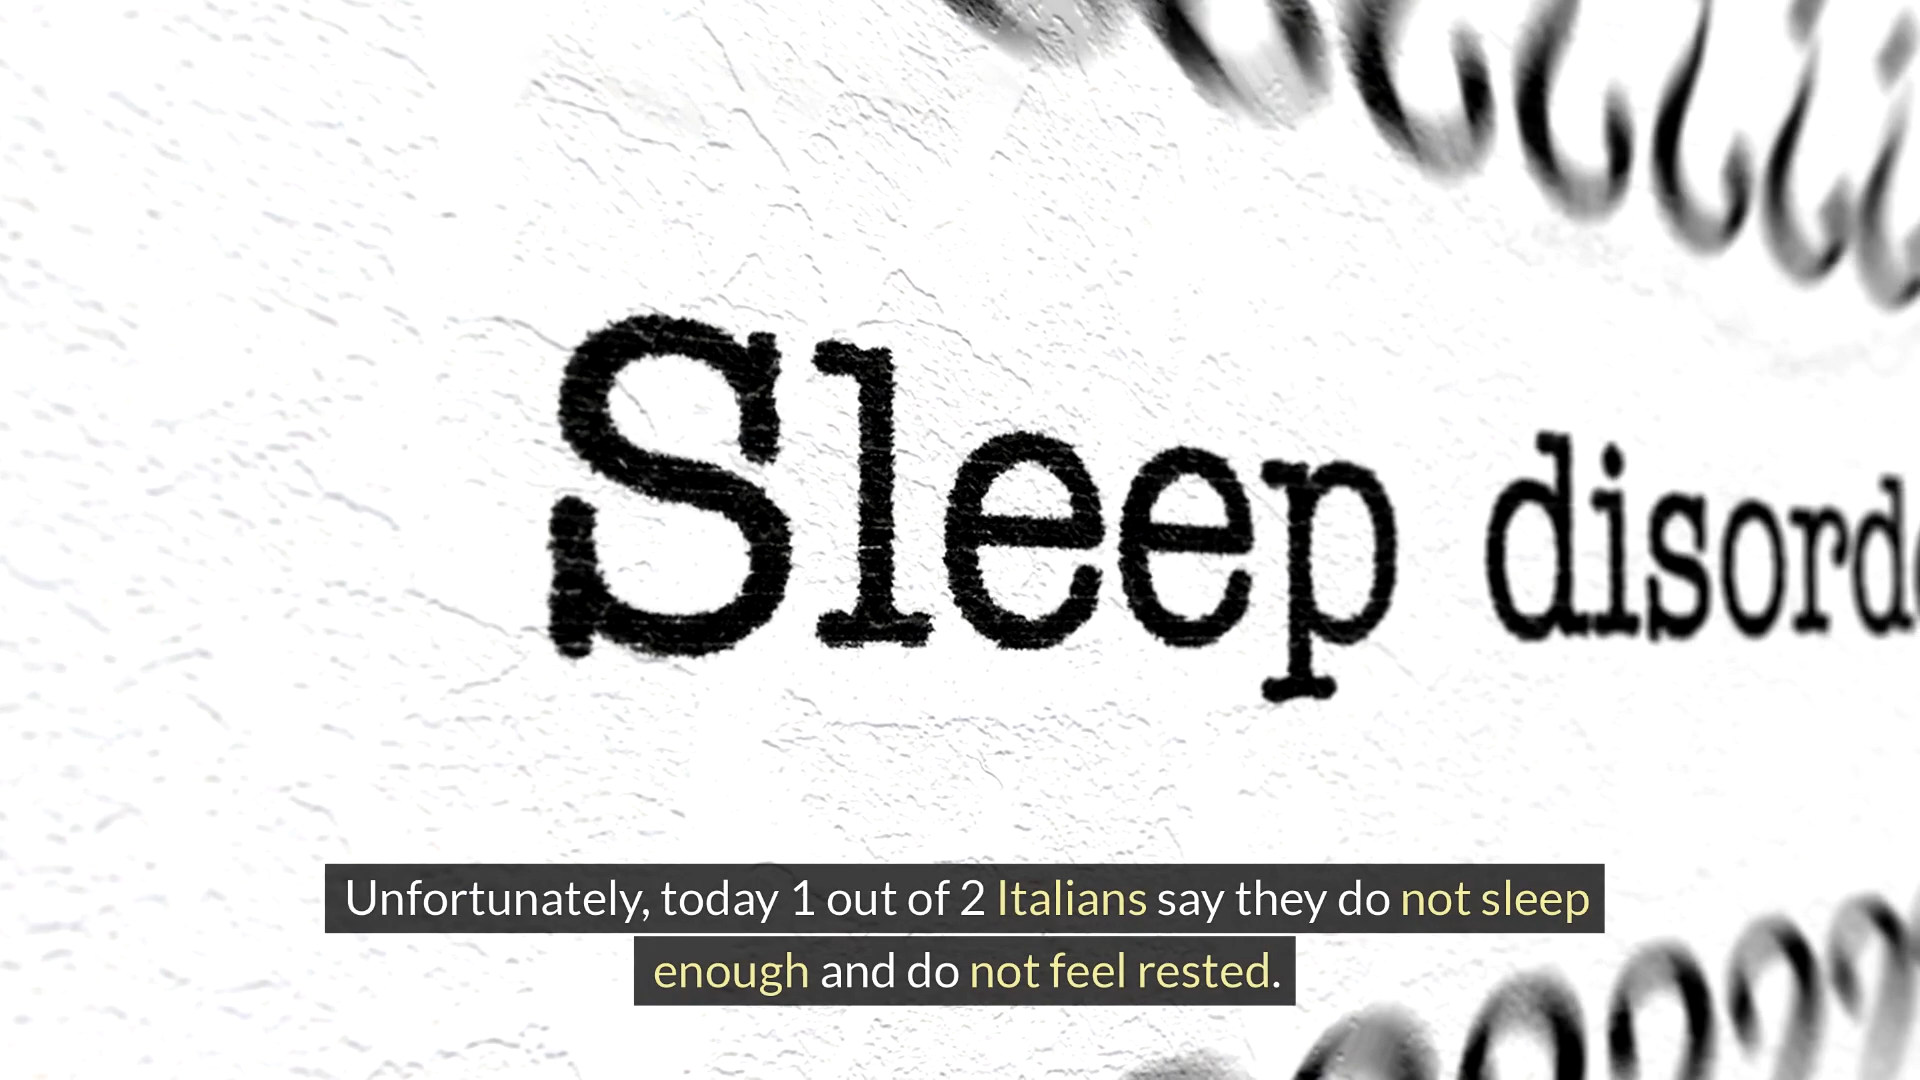 Sleep disord
Unfortunately, today 1 out of 2 Italians say they do not sleep
enough and do not feel rested.